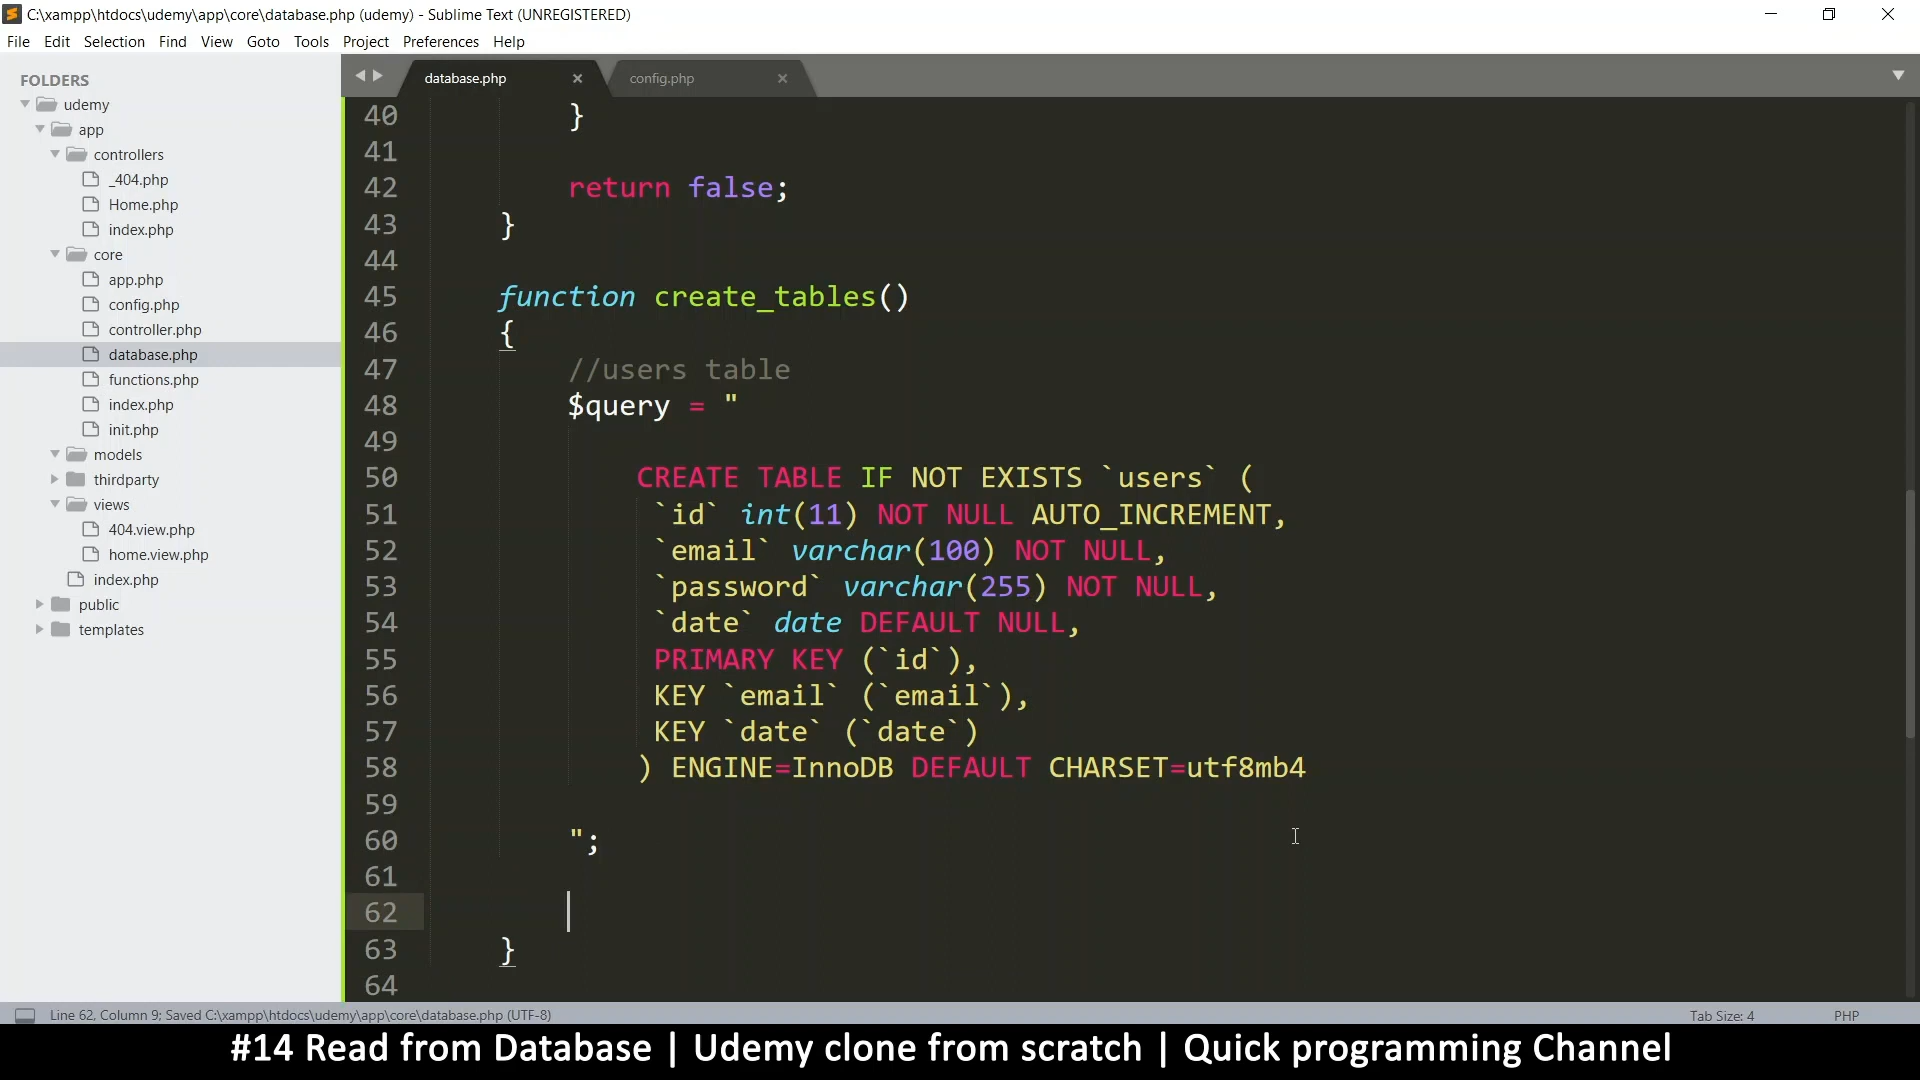 C:\xampp\htdocs\udemy\app\core\database.php (udemy) - Sublime Text (UNREGISTERED)
File Edit Selection Find View Goto Tools Project Preferences Help
FOLDERS
udemy
app
controllers
_404.php
Home.php
index.php
core
app.php
config.php
controller.php
database.php
functions.php
index.php
init.php
models
thirdparty
views
404.view.php
home.view.php
index.php
public
templates
database.php config.php
40 }
41
42 return false;
43 }
44
45 function create_tables()
46 {
47 //users table
48 $query = "
49
50 CREATE TABLE IF NOT EXISTS `users` (
51 `id` int(11) NOT NULL AUTO_INCREMENT,
52 `email` varchar(100) NOT NULL,
53 `password` varchar(255) NOT NULL,
54 `date` date DEFAULT NULL,
55 PRIMARY KEY (`id`),
56 KEY `email` (`email`),
57 KEY `date` (`date`)
58 ) ENGINE=InnoDB DEFAULT CHARSET=utf8mb4
59
60 ";
61
62
63 }
64
Line 62, Column 9; Saved C:\xampp\htdocs\udemy\app\core\database.php (UTF-8) Tab Size: 4 PHP
#14 Read from Database | Udemy clone from scratch | Quick programming Channel